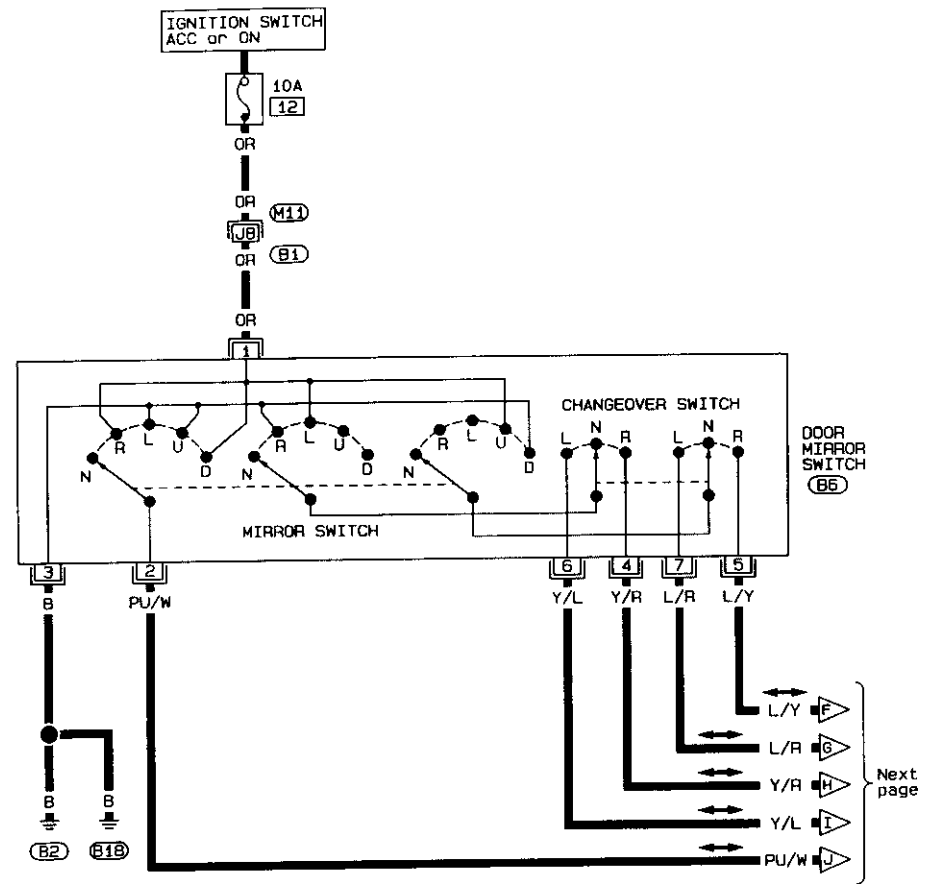 IGNITION SWITCH
ACC or ON
10A
12
OR
OR
M11
J8
B1
OR
OR
1
CHANGEOVER SWITCH
R L U D N
R L U D N
R L U D N
L N R
L N R
DOOR
MIRROR
SWITCH
B6
MIRROR SWITCH
3 2 6 4 7 5
B PU/W Y/L Y/R L/R L/Y
L/Y F
L/R G
Y/R H
Y/L I
PU/W J
Next
page
B B
B2 B18